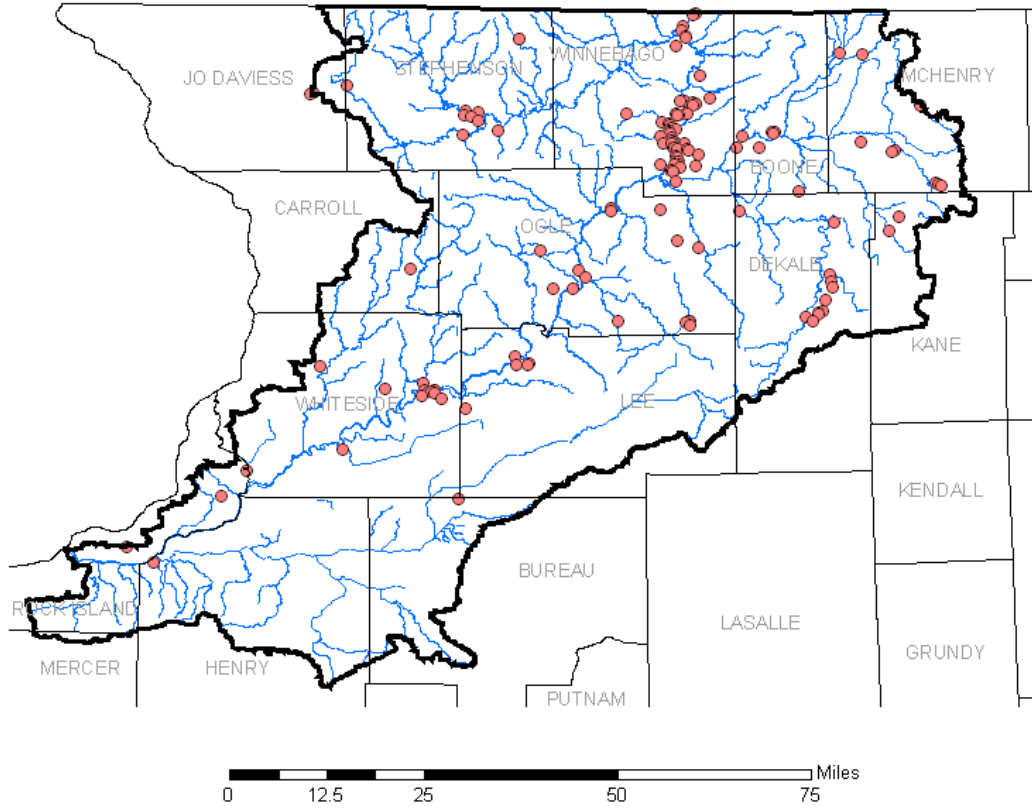 WINNEBAGO
STEPHENSON
JO DAVIESS
MCHENRY
BOONE
CARROLL
OGLE
DEKALB
KANE
WHITESIDE
LEE
KENDALL
BUREAU
ROCK ISLAND
LASALLE
GRUNDY
MERCER
HENRY
PUTNAM
Miles
0 12.5 25 50 75